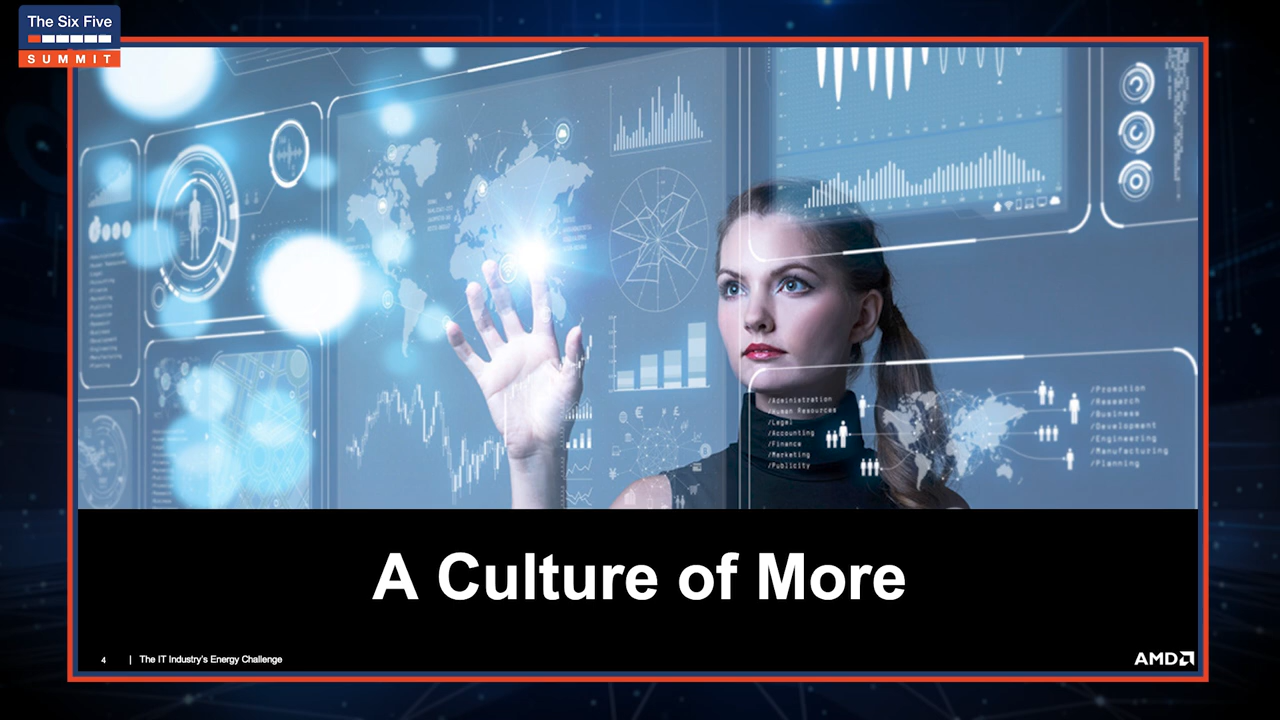 The Six Five
SUMMIT
/Administration
/Human Resources
/Legal
/Accounting
/Finance
/Marketing
/Publicity
/Promotion
/Research
/Business
/Development
/Engineering
/Manufacturing
/Planning
A Culture of More
4 | The IT Industry's Energy Challenge
AMD